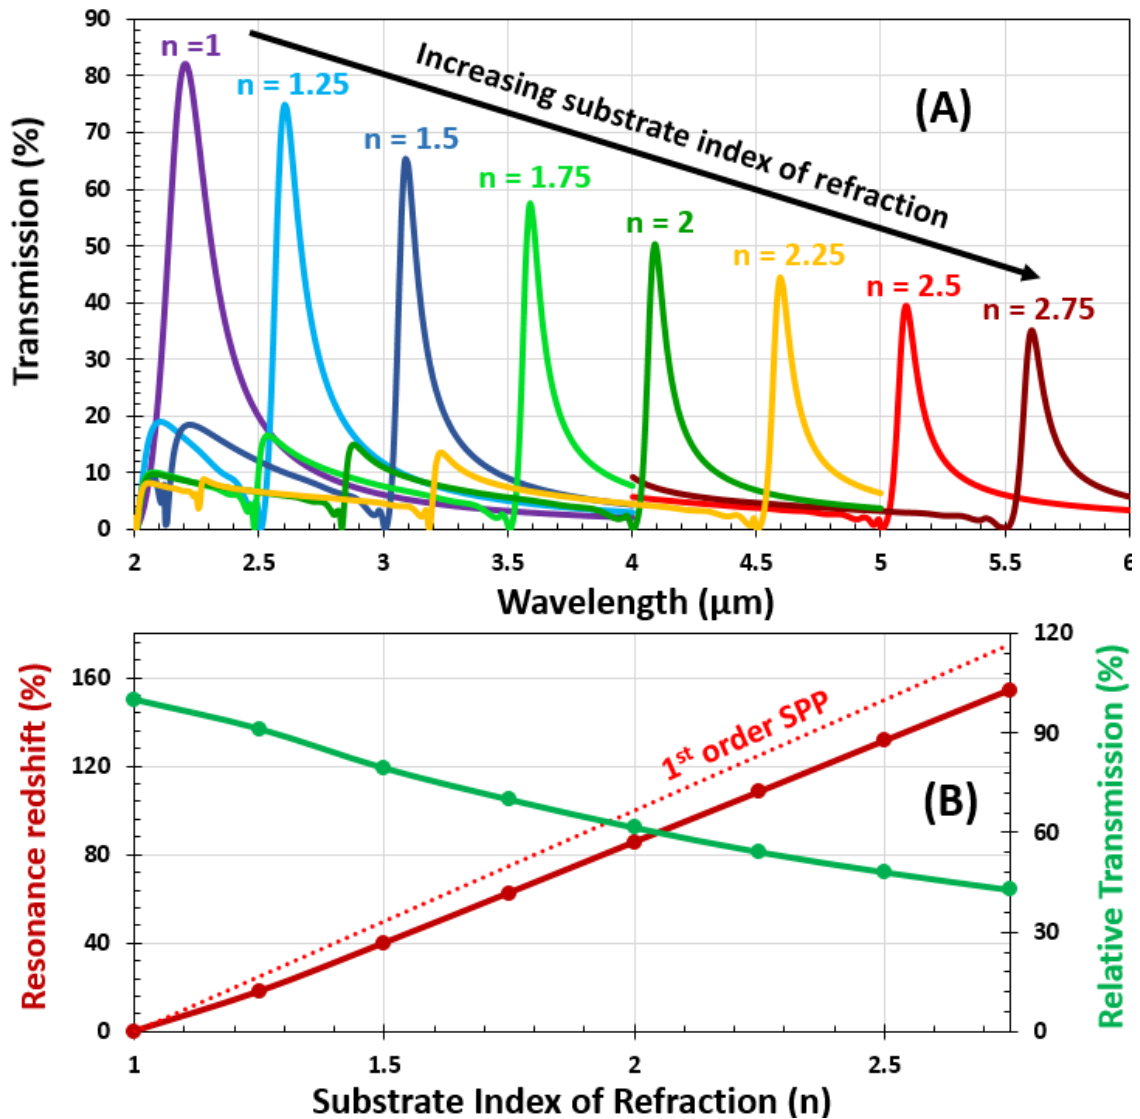 90
80
70
60
50
40
30
20
10
0
Transmission (%)
n =1
n = 1.25
n = 1.5
n = 1.75
n = 2
n = 2.25
n = 2.5
n = 2.75
Increasing substrate index of refraction
(A)
2 2.5 3 3.5 4 4.5 5 5.5 6
Wavelength (μm)
160
120
80
40
0
Resonance redshift (%)
1st order SPP
(B)
120
90
60
30
0
Relative Transmission (%)
1 1.5 2 2.5
Substrate Index of Refraction (n)